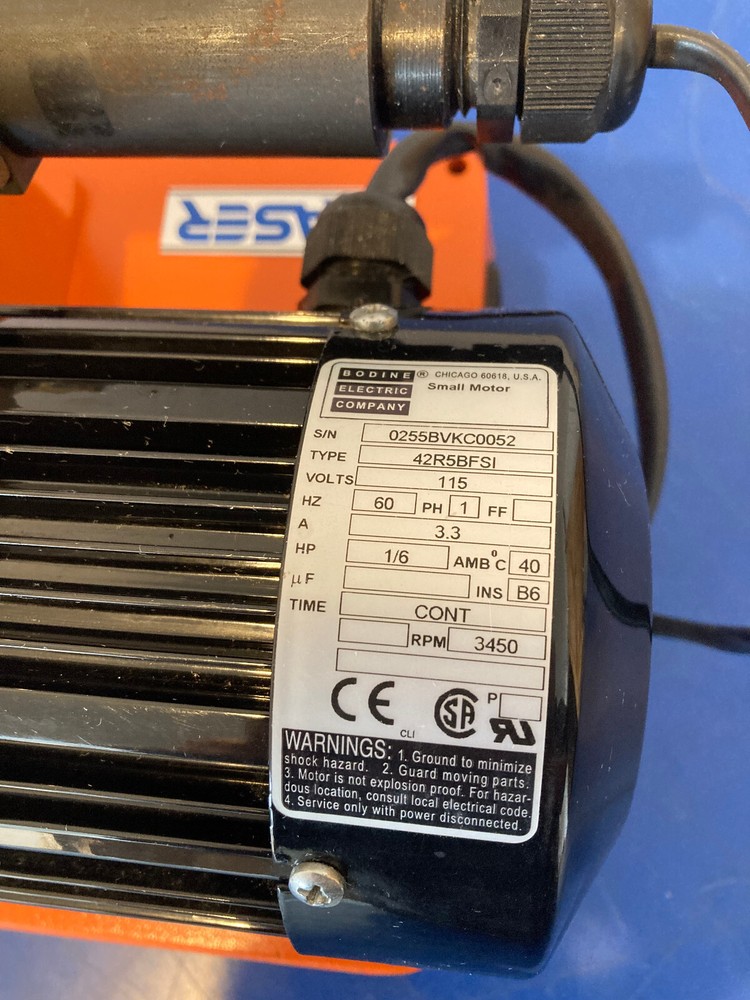 ASER
BODINE ® CHICAGO 60618, U.S.A.
ELECTRIC Small Motor
COMPANY
S/N 0255BVKC0052
TYPE 42R5BFSI
VOLTS 115
HZ 60 PH 1 FF
A 3.3
HP 1/6 AMB°C 40
µF INS B6
TIME CONT
RPM 3450
CE SA P
CLI RU
WARNINGS: 1. Ground to minimize
shock hazard. 2. Guard moving parts.
3. Motor is not explosion proof. For hazar-
dous location, consult local electrical code.
4. Service only with power disconnected.